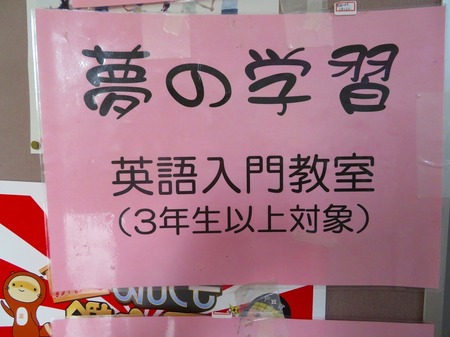 夢の学習
英語入門教室
（3年生以上対象）